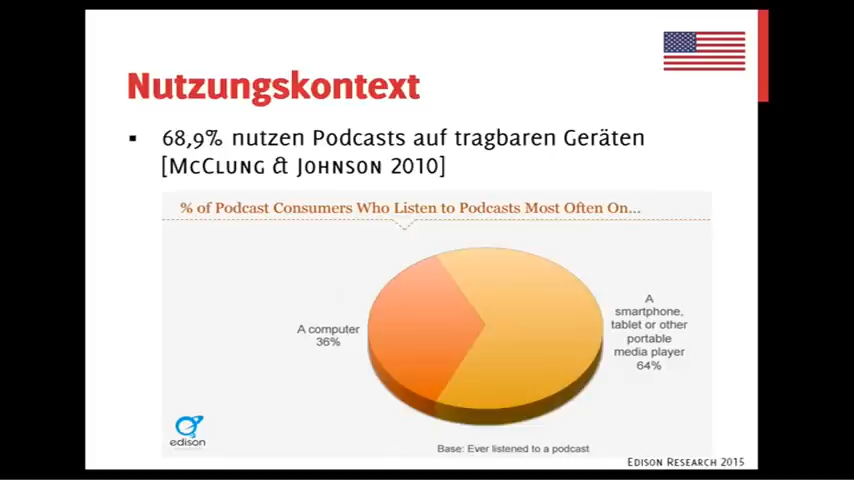 Nutzungskontext
▪ 68,9% nutzen Podcasts auf tragbaren Geräten
[McClung & Johnson 2010]
% of Podcast Consumers Who Listen to Podcasts Most Often On...
A computer
36%
A
smartphone,
tablet or other
portable
media player
64%
edison
Base: Ever listened to a podcast
Edison Research 2015